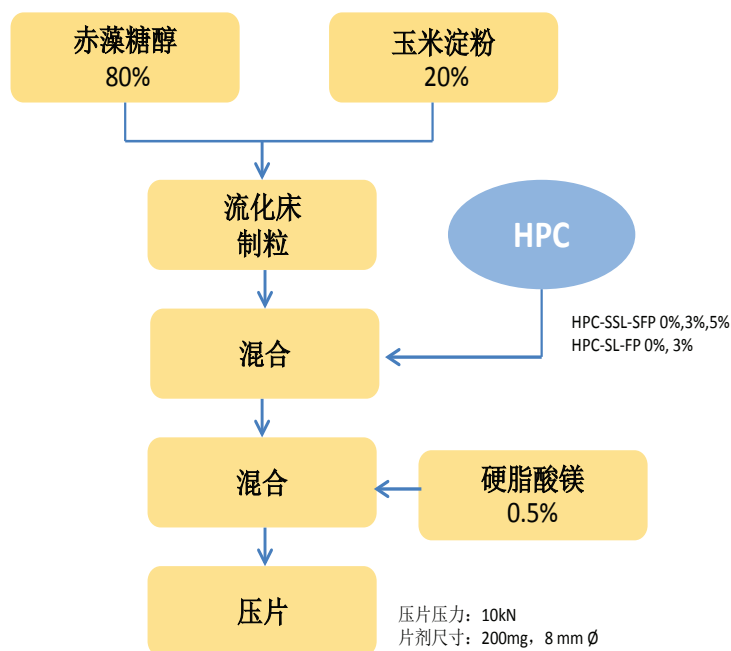 赤藻糖醇
80%
玉米淀粉
20%
流化床
制粒
HPC
HPC-SSL-SFP 0%,3%,5%
HPC-SL-FP 0%, 3%
混合
混合
硬脂酸镁
0.5%
压片
压片压力：10kN
片剂尺寸：200mg，8 mm Ø